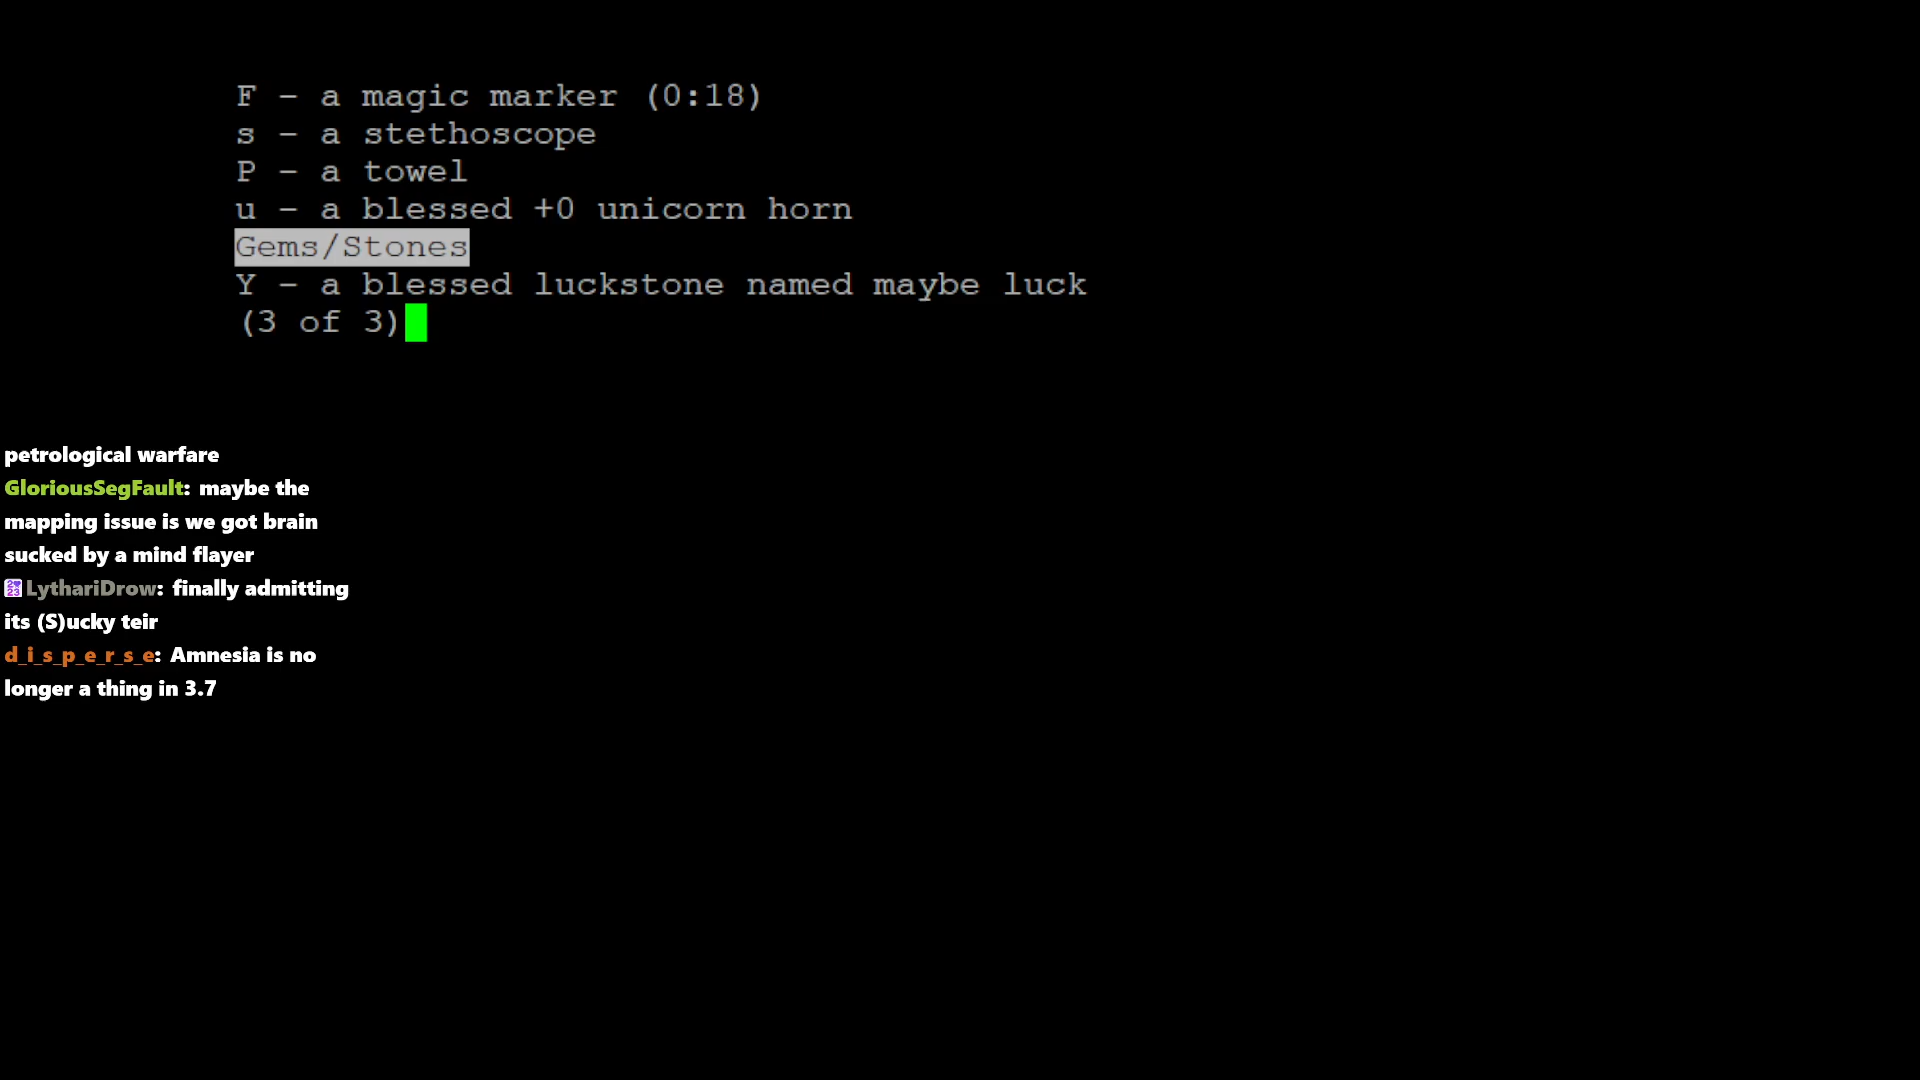 F - a magic marker (0:18)
s - a stethoscope
P - a towel
u - a blessed +0 unicorn horn
Gems/Stones
Y - a blessed luckstone named maybe luck
(3 of 3)
petrological warfare
GloriousSegFault: maybe the
mapping issue is we got brain
sucked by a mind flayer
LythariDrow: finally admitting
its (S)ucky teir
d_i_s_p_e_r_s_e: Amnesia is no
longer a thing in 3.7